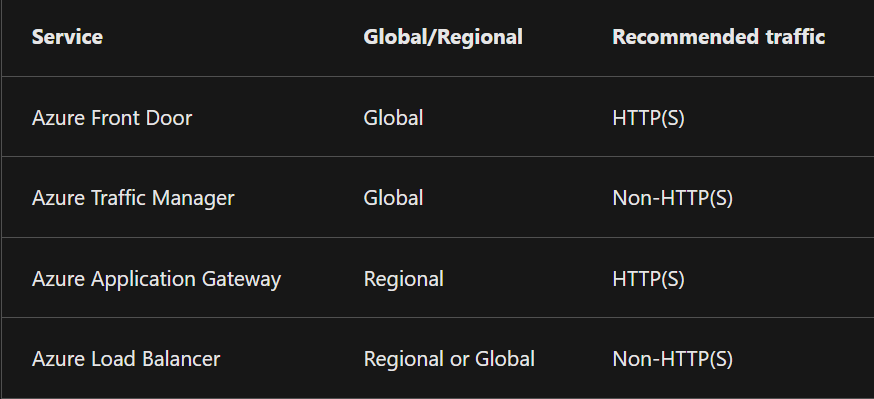 Service Global/Regional Recommended traffic
Azure Front Door Global HTTP(S)
Azure Traffic Manager Global Non-HTTP(S)
Azure Application Gateway Regional HTTP(S)
Azure Load Balancer Regional or Global Non-HTTP(S)